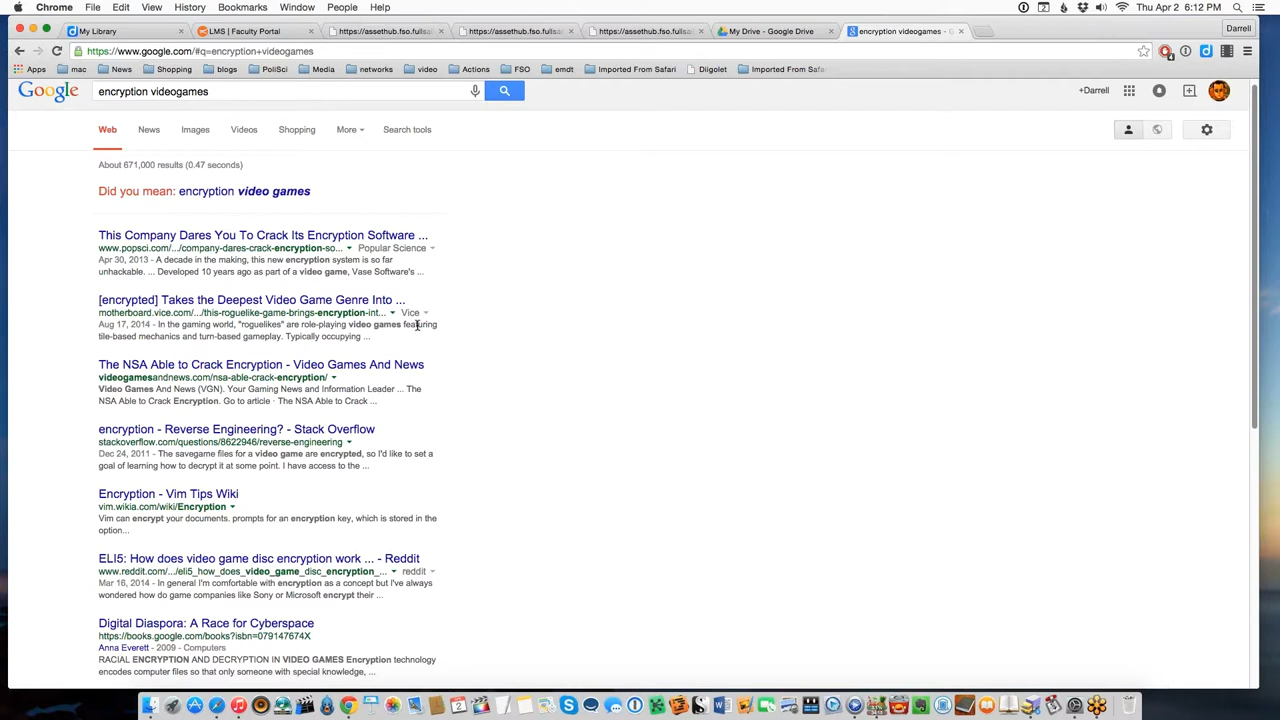 Chrome File Edit View History Bookmarks Window People Help
2
Thu Apr 2 6:12 PM
My Library
LMS | Faculty Portal
https://assethub.fso.fullsa
https://assethub.fso.fullsa
https://assethub.fso.fullsa
My Drive - Google Drive
encryption videogames - G
Darrell
https://www.google.com/#q=encryption+videogames
4
Apps mac News Shopping blogs PoliSci Media networks video Actions FSO emdt Imported From Safari Diigolet Imported From Safa
Google encryption videogames
+Darrell
Web News Images Videos Shopping More Search tools
About 671,000 results (0.47 seconds)
Did you mean: encryption video games
This Company Dares You To Crack Its Encryption Software ...
www.popsci.com/.../company-dares-crack-encryption-so... Popular Science
Apr 30, 2013 - A decade in the making, this new encryption system is so far
unhackable. ... Developed 10 years ago as part of a video game, Vase Software's ...
[encrypted] Takes the Deepest Video Game Genre Into ...
motherboard.vice.com/.../this-roguelike-game-brings-encryption-int... Vice
Aug 17, 2014 - In the gaming world, "roguelikes" are role-playing video games featuring
tile-based mechanics and turn-based gameplay. Typically occupying ...
The NSA Able to Crack Encryption - Video Games And News
videogamesandnews.com/nsa-able-crack-encryption/
Video Games And News (VGN). Your Gaming News and Information Leader ... The
NSA Able to Crack Encryption. Go to article · The NSA Able to Crack ...
encryption - Reverse Engineering? - Stack Overflow
stackoverflow.com/questions/8622946/reverse-engineering
Dec 24, 2011 - The savegame files for a video game are encrypted, so I'd like to set a
goal of learning how to decrypt it at some point. I have access to the ...
Encryption - Vim Tips Wiki
vim.wikia.com/wiki/Encryption
Vim can encrypt your documents. prompts for an encryption key, which is stored in the
option...
ELI5: How does video game disc encryption work ... - Reddit
www.reddit.com/.../eli5_how_does_video_game_disc_encryption_... reddit
Mar 16, 2014 - In general I'm comfortable with encryption as a concept but I've always
wondered how do game companies like Sony or Microsoft encrypt their ...
Digital Diaspora: A Race for Cyberspace
https://books.google.com/books?isbn=079147674X
Anna Everett - 2009 - Computers
RACIAL ENCRYPTION AND DECRYPTION IN VIDEO GAMES Encryption technology
encodes computer files so that only someone with special knowledge, ...